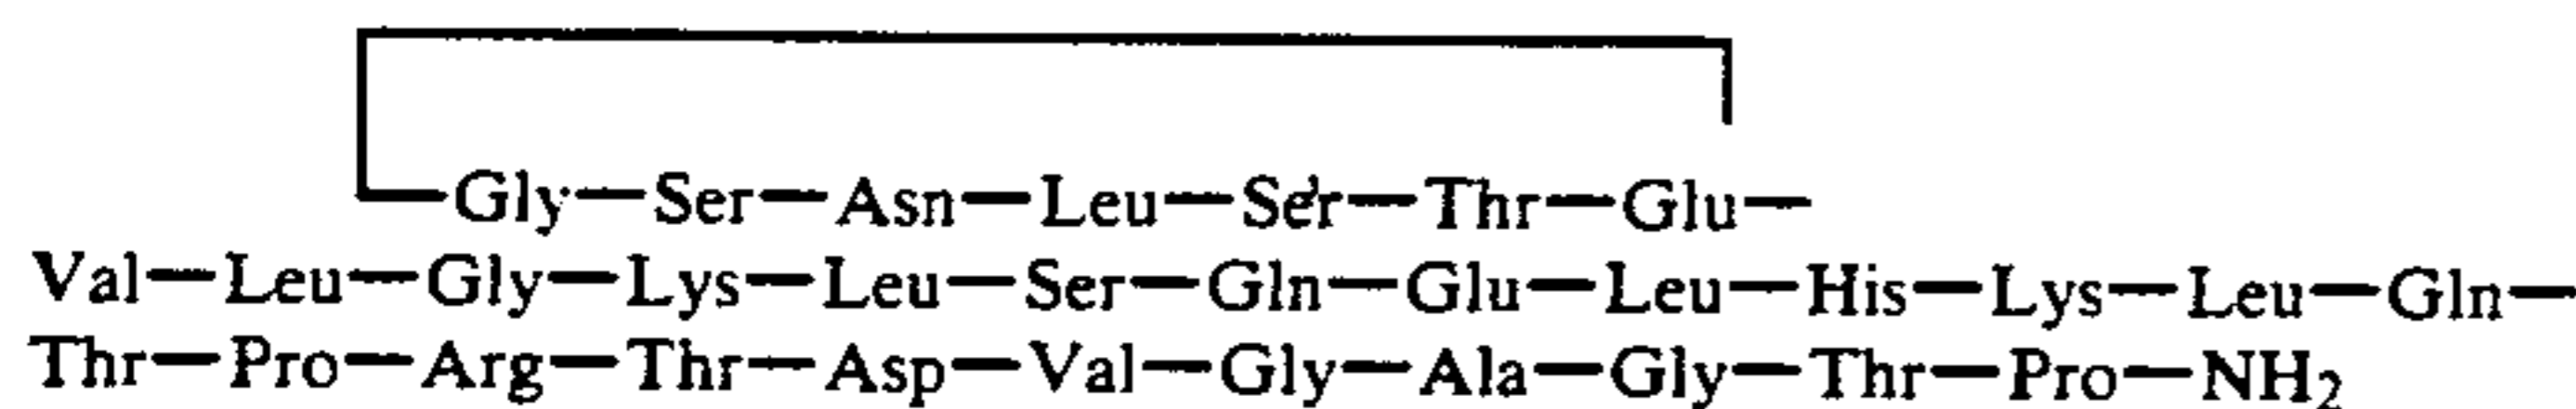 Gly—Ser—Asn—Leu—Ser—Thr—Glu—
Val—Leu—Gly—Lys—Leu—Ser—Gln—Glu—Leu—His—Lys—Leu—Gln—
Thr—Pro—Arg—Thr—Asp—Val—Gly—Ala—Gly—Thr—Pro—NH2